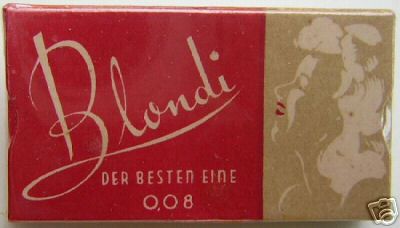 Blondi
DER BESTEN EINE
0,08